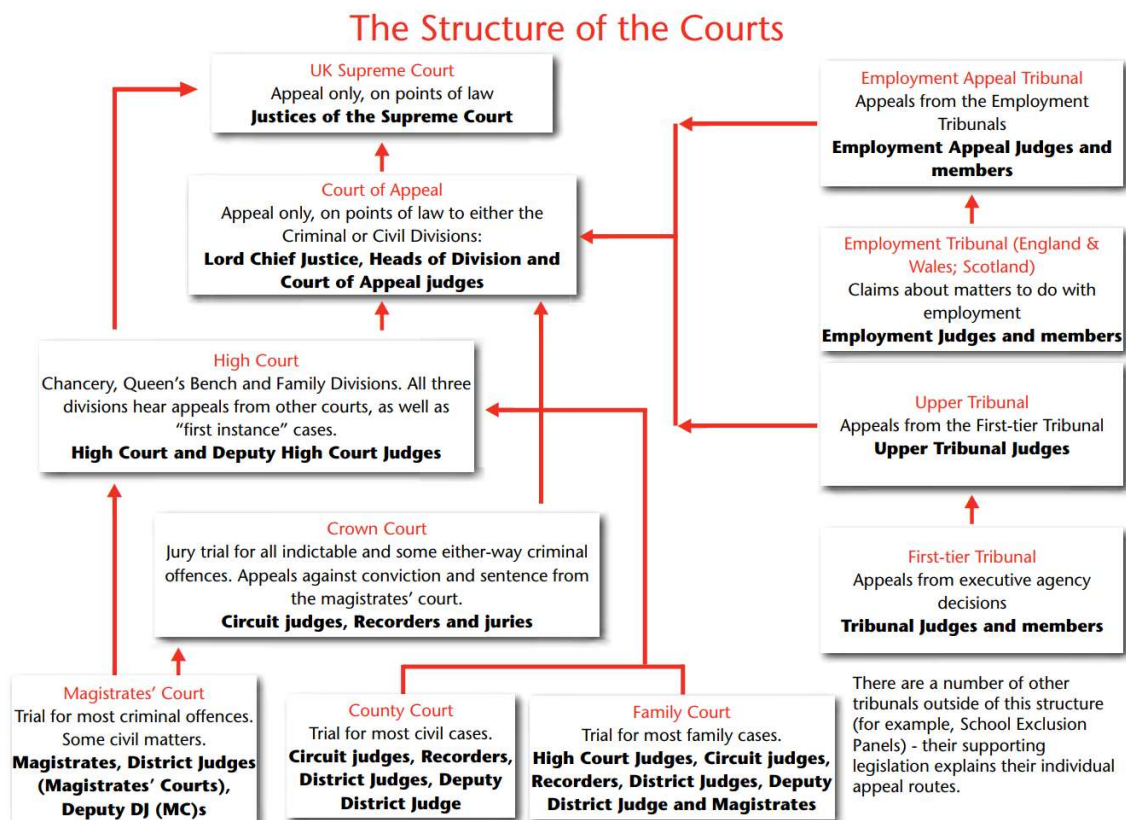 The Structure of the Courts
UK Supreme Court
Appeal only, on points of law
Justices of the Supreme Court
Court of Appeal
Appeal only, on points of law to either the
Criminal or Civil Divisions:
Lord Chief Justice, Heads of Division and
Court of Appeal judges
High Court
Chancery, Queen's Bench and Family Divisions. All three
divisions hear appeals from other courts, as well as
“first instance” cases.
High Court and Deputy High Court Judges
Crown Court
Jury trial for all indictable and some either-way criminal
offences. Appeals against conviction and sentence from
the magistrates' court.
Circuit judges, Recorders and juries
Magistrates' Court
Trial for most criminal offences.
Some civil matters.
Magistrates, District Judges
(Magistrates' Courts),
Deputy DJ (MC)s
County Court
Trial for most civil cases.
Circuit judges, Recorders,
District Judges, Deputy
District Judge
Family Court
Trial for most family cases.
High Court Judges, Circuit judges,
Recorders, District Judges, Deputy
District Judge and Magistrates
Employment Appeal Tribunal
Appeals from the Employment
Tribunals
Employment Appeal Judges and
members
Employment Tribunal (England &
Wales; Scotland)
Claims about matters to do with
employment
Employment Judges and members
Upper Tribunal
Appeals from the First-tier Tribunal
Upper Tribunal Judges
First-tier Tribunal
Appeals from executive agency
decisions
Tribunal Judges and members
There are a number of other
tribunals outside of this structure
(for example, School Exclusion
Panels) - their supporting
legislation explains their individual
appeal routes.